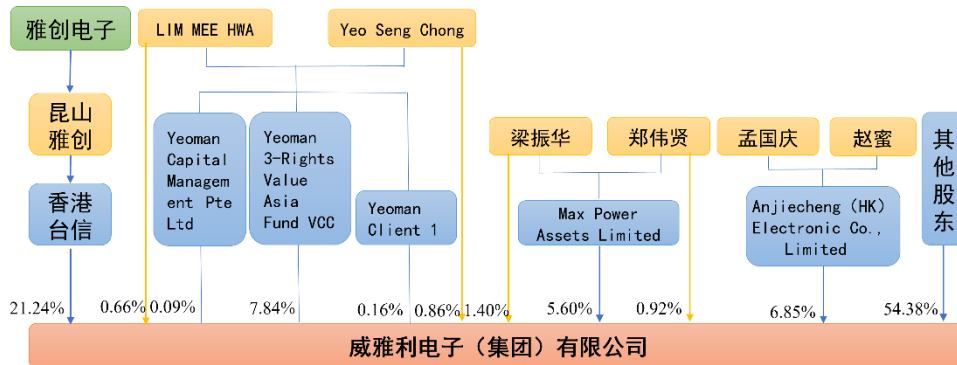 雅创电子
LIM MEE HWA
Yeo Seng Chong
昆山
雅创
香港
台信
Yeoman
Capital
Managem
ent Pte
Ltd
Yeoman
3-Rights
Value
Asia
Fund VCC
Yeoman
Client 1
梁振华
郑伟贤
Max Power
Assets Limited
孟国庆
赵蜜
Anjiecheng（HK）
Electronic Co.,
Limited
其
他
股
东
21.24%
0.66%
0.09%
7.84%
0.16%
0.86%
1.40%
5.60%
0.92%
6.85%
54.38%
威雅利电子（集团）有限公司